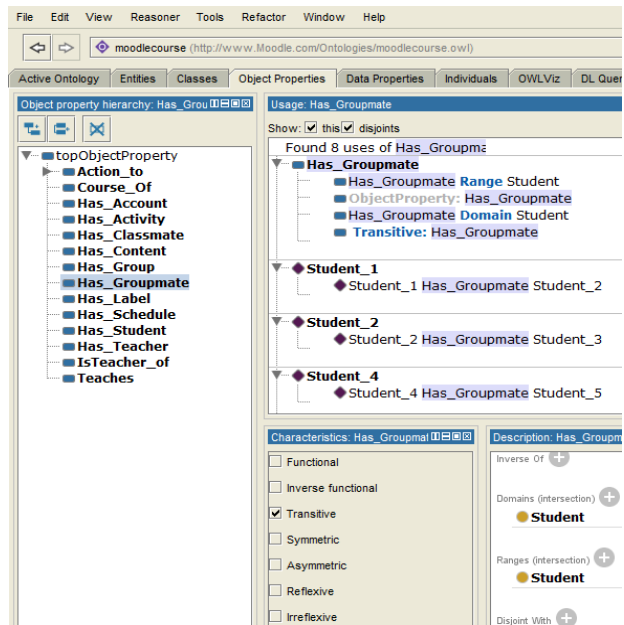 File Edit View Reasoner Tools Refactor Window Help
moodlecourse (http://www.Moodle.com/Ontologies/moodlecourse.owl)
Active Ontology Entities Classes Object Properties Data Properties Individuals OWLViz DL Quer
Object property hierarchy: Has_Grou
topObjectProperty
Action_to
Course_Of
Has_Account
Has_Activity
Has_Classmate
Has_Content
Has_Group
Has_Groupmate
Has_Label
Has_Schedule
Has_Student
Has_Teacher
IsTeacher_of
Teaches
Usage: Has_Groupmate
Show: this disjoints
Found 8 uses of Has_Groupma
Has_Groupmate
Has_Groupmate Range Student
ObjectProperty: Has_Groupmate
Has_Groupmate Domain Student
Transitive: Has_Groupmate
Student_1
Student_1 Has_Groupmate Student_2
Student_2
Student_2 Has_Groupmate Student_3
Student_4
Student_4 Has_Groupmate Student_5
Characteristics: Has_Groupmat
Functional
Inverse functional
Transitive
Symmetric
Asymmetric
Reflexive
Irreflexive
Description: Has_Groupm
Inverse Of
Domains (intersection)
Student
Ranges (intersection)
Student
Disjoint With